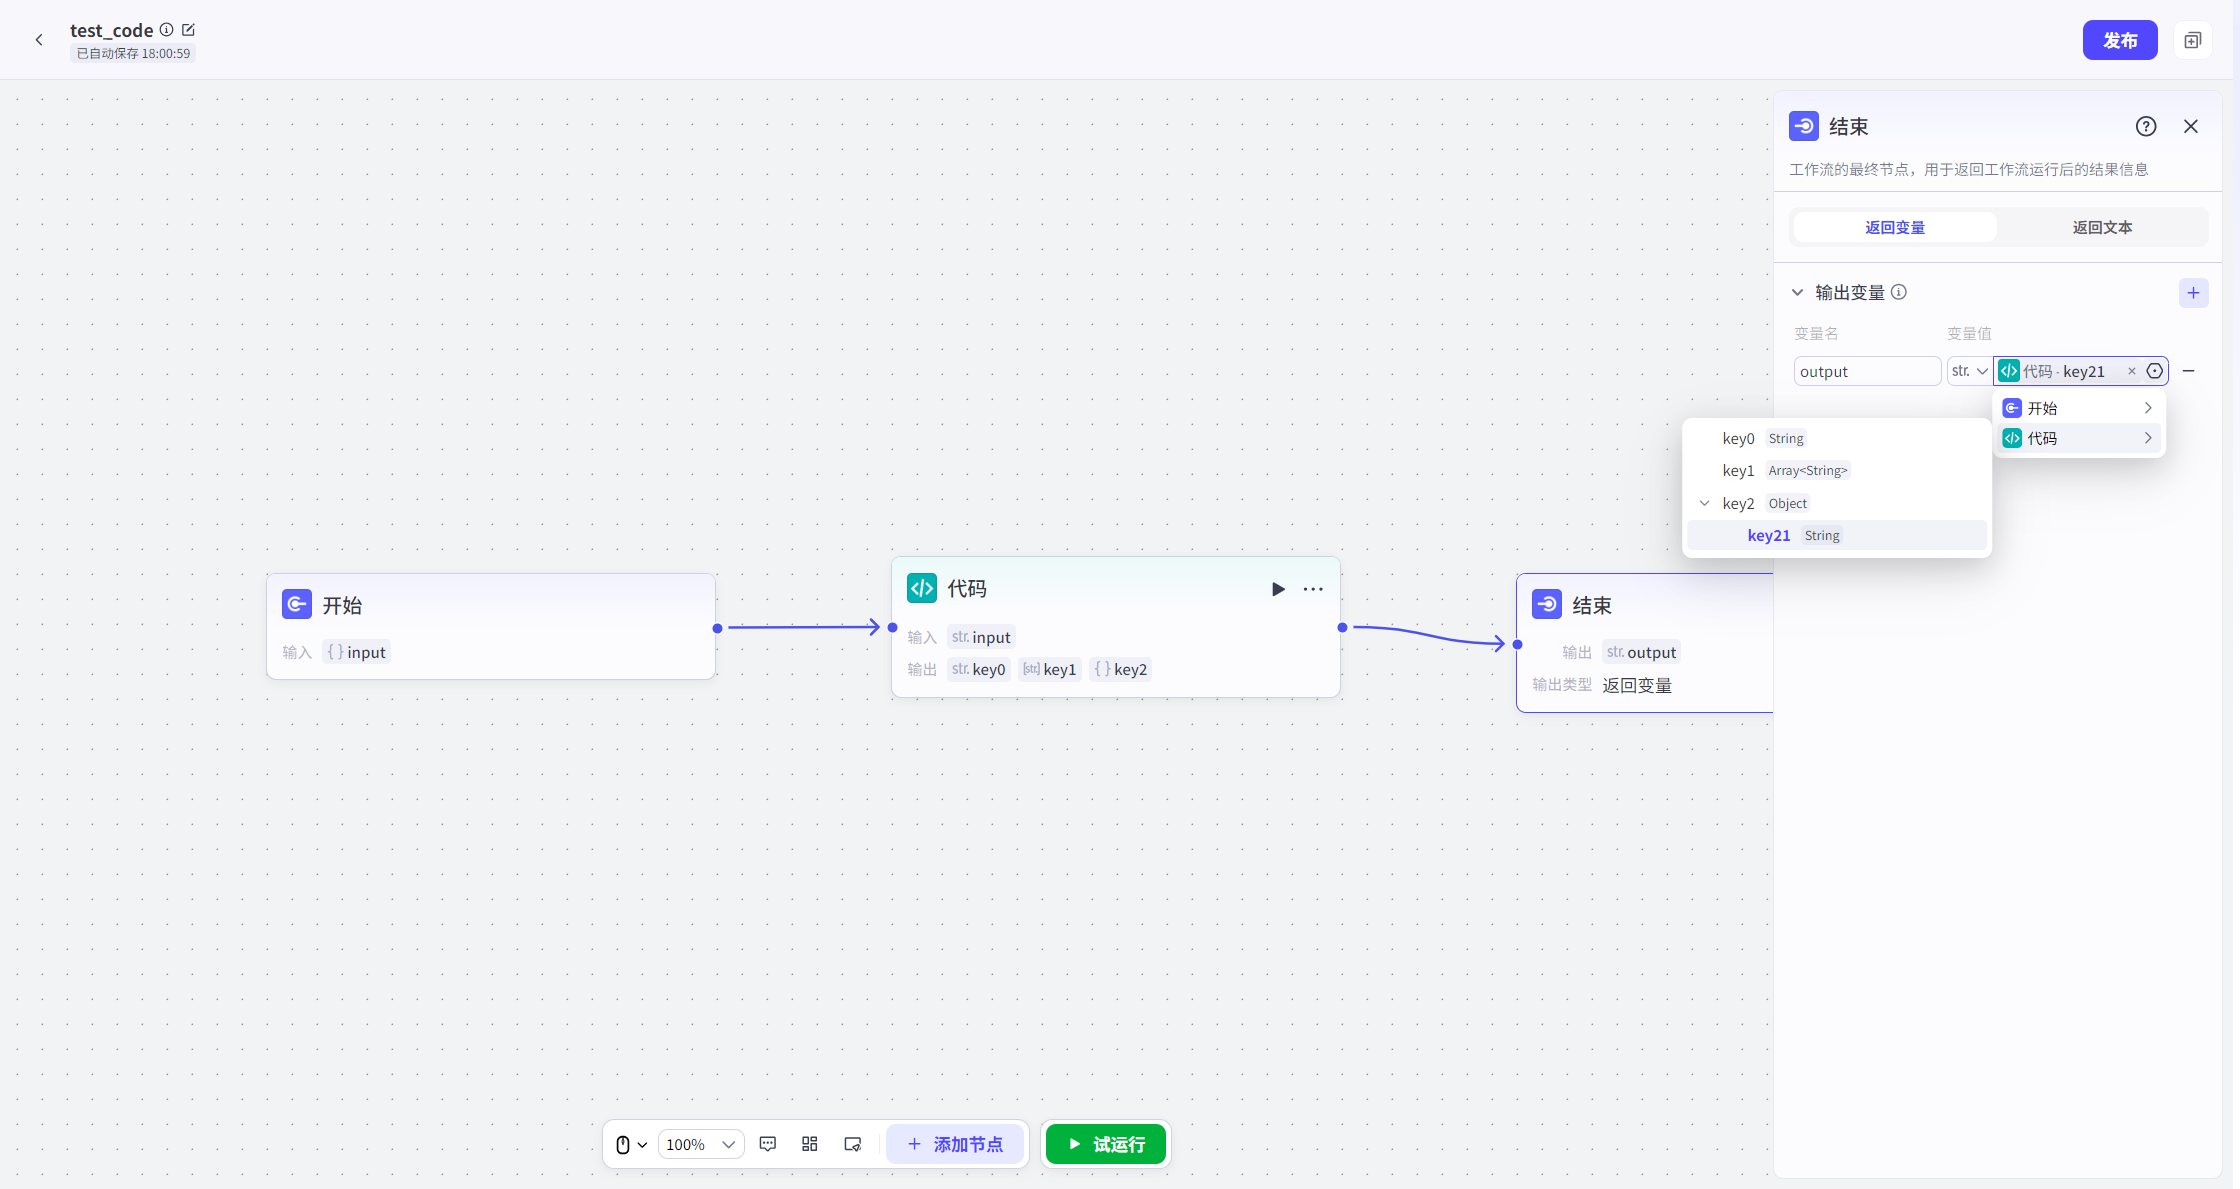 test_code
已自动保存 18:00:59
发布
结束
工作流的最终节点，用于返回工作流运行后的结果信息
返回变量
返回文本
输出变量
变量名
变量值
output
str.
代码 · key21
开始
代码
key0 String
key1 Array<String>
key2 Object
key21 String
开始
输入 { } input
代码
输入 str. input
输出 str. key0 [str] key1 { } key2
结束
输出 str. output
输出类型 返回变量
100%
添加节点
试运行